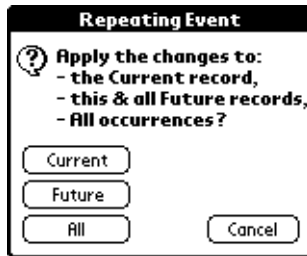 Repeating Event
Apply the changes to:
- the Current record,
- this & all Future records,
- All occurrences?
Current
Future
All
Cancel